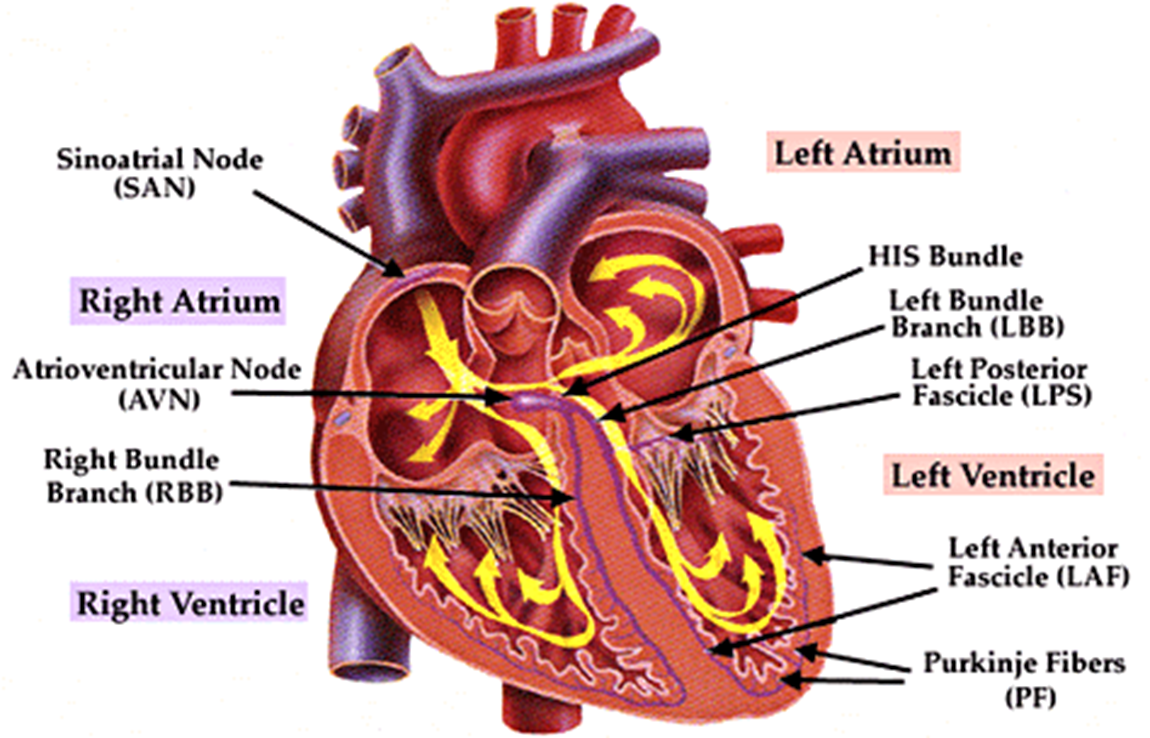 Sinoatrial Node
(SAN)
Right Atrium
Atrioventricular Node
(AVN)
Right Bundle
Branch (RBB)
Right Ventricle
Left Atrium
HIS Bundle
Left Bundle
Branch (LBB)
Left Posterior
Fascicle (LPS)
Left Ventricle
Left Anterior
Fascicle (LAF)
Purkinje Fibers
(PF)